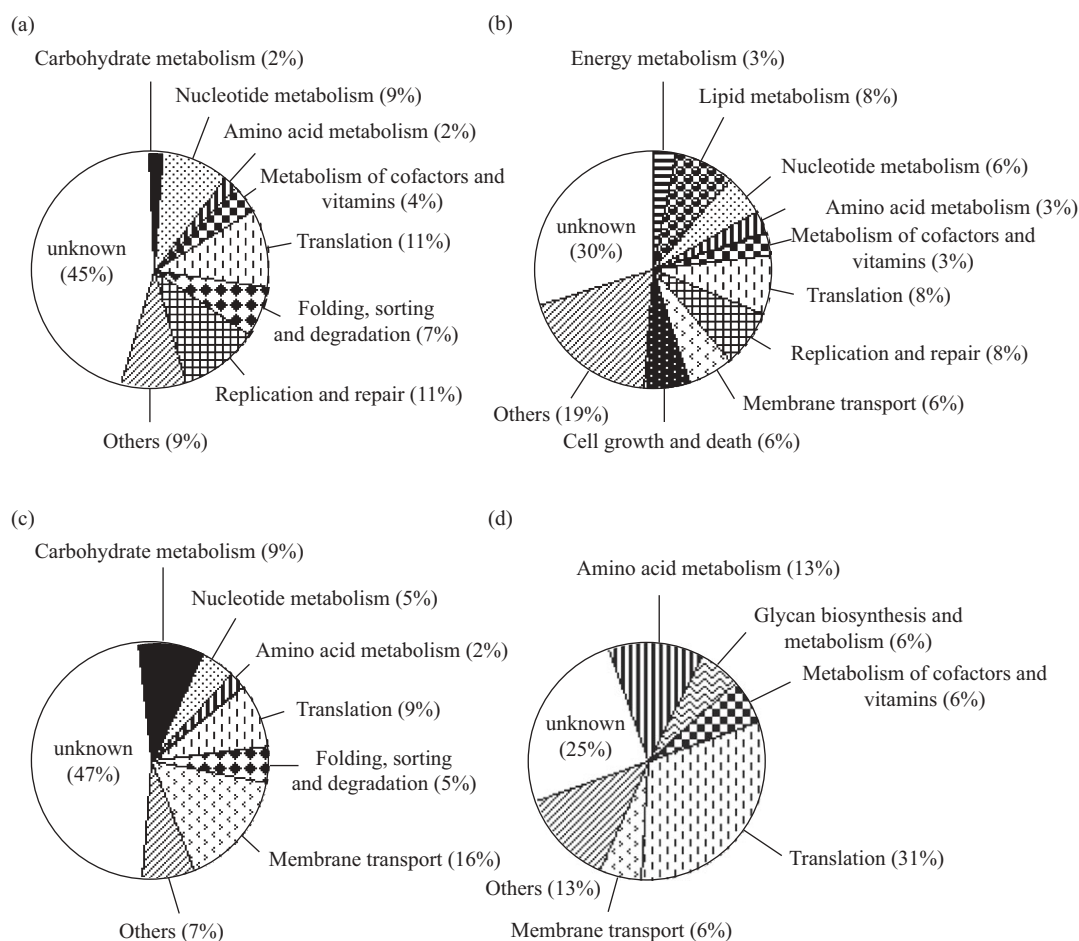 (a)
Carbohydrate metabolism (2%)
Nucleotide metabolism (9%)
Amino acid metabolism (2%)
Metabolism of cofactors and
vitamins (4%)
Translation (11%)
Folding, sorting
and degradation (7%)
Replication and repair (11%)
Others (9%)
unknown
(45%)
(b)
Energy metabolism (3%)
Lipid metabolism (8%)
Nucleotide metabolism (6%)
Amino acid metabolism (3%)
Metabolism of cofactors and
vitamins (3%)
Translation (8%)
Replication and repair (8%)
Membrane transport (6%)
Cell growth and death (6%)
Others (19%)
unknown
(30%)
(c)
Carbohydrate metabolism (9%)
Nucleotide metabolism (5%)
Amino acid metabolism (2%)
Translation (9%)
Folding, sorting
and degradation (5%)
Membrane transport (16%)
Others (7%)
unknown
(47%)
(d)
Amino acid metabolism (13%)
Glycan biosynthesis and
metabolism (6%)
Metabolism of cofactors and
vitamins (6%)
Translation (31%)
Membrane transport (6%)
Others (13%)
unknown
(25%)